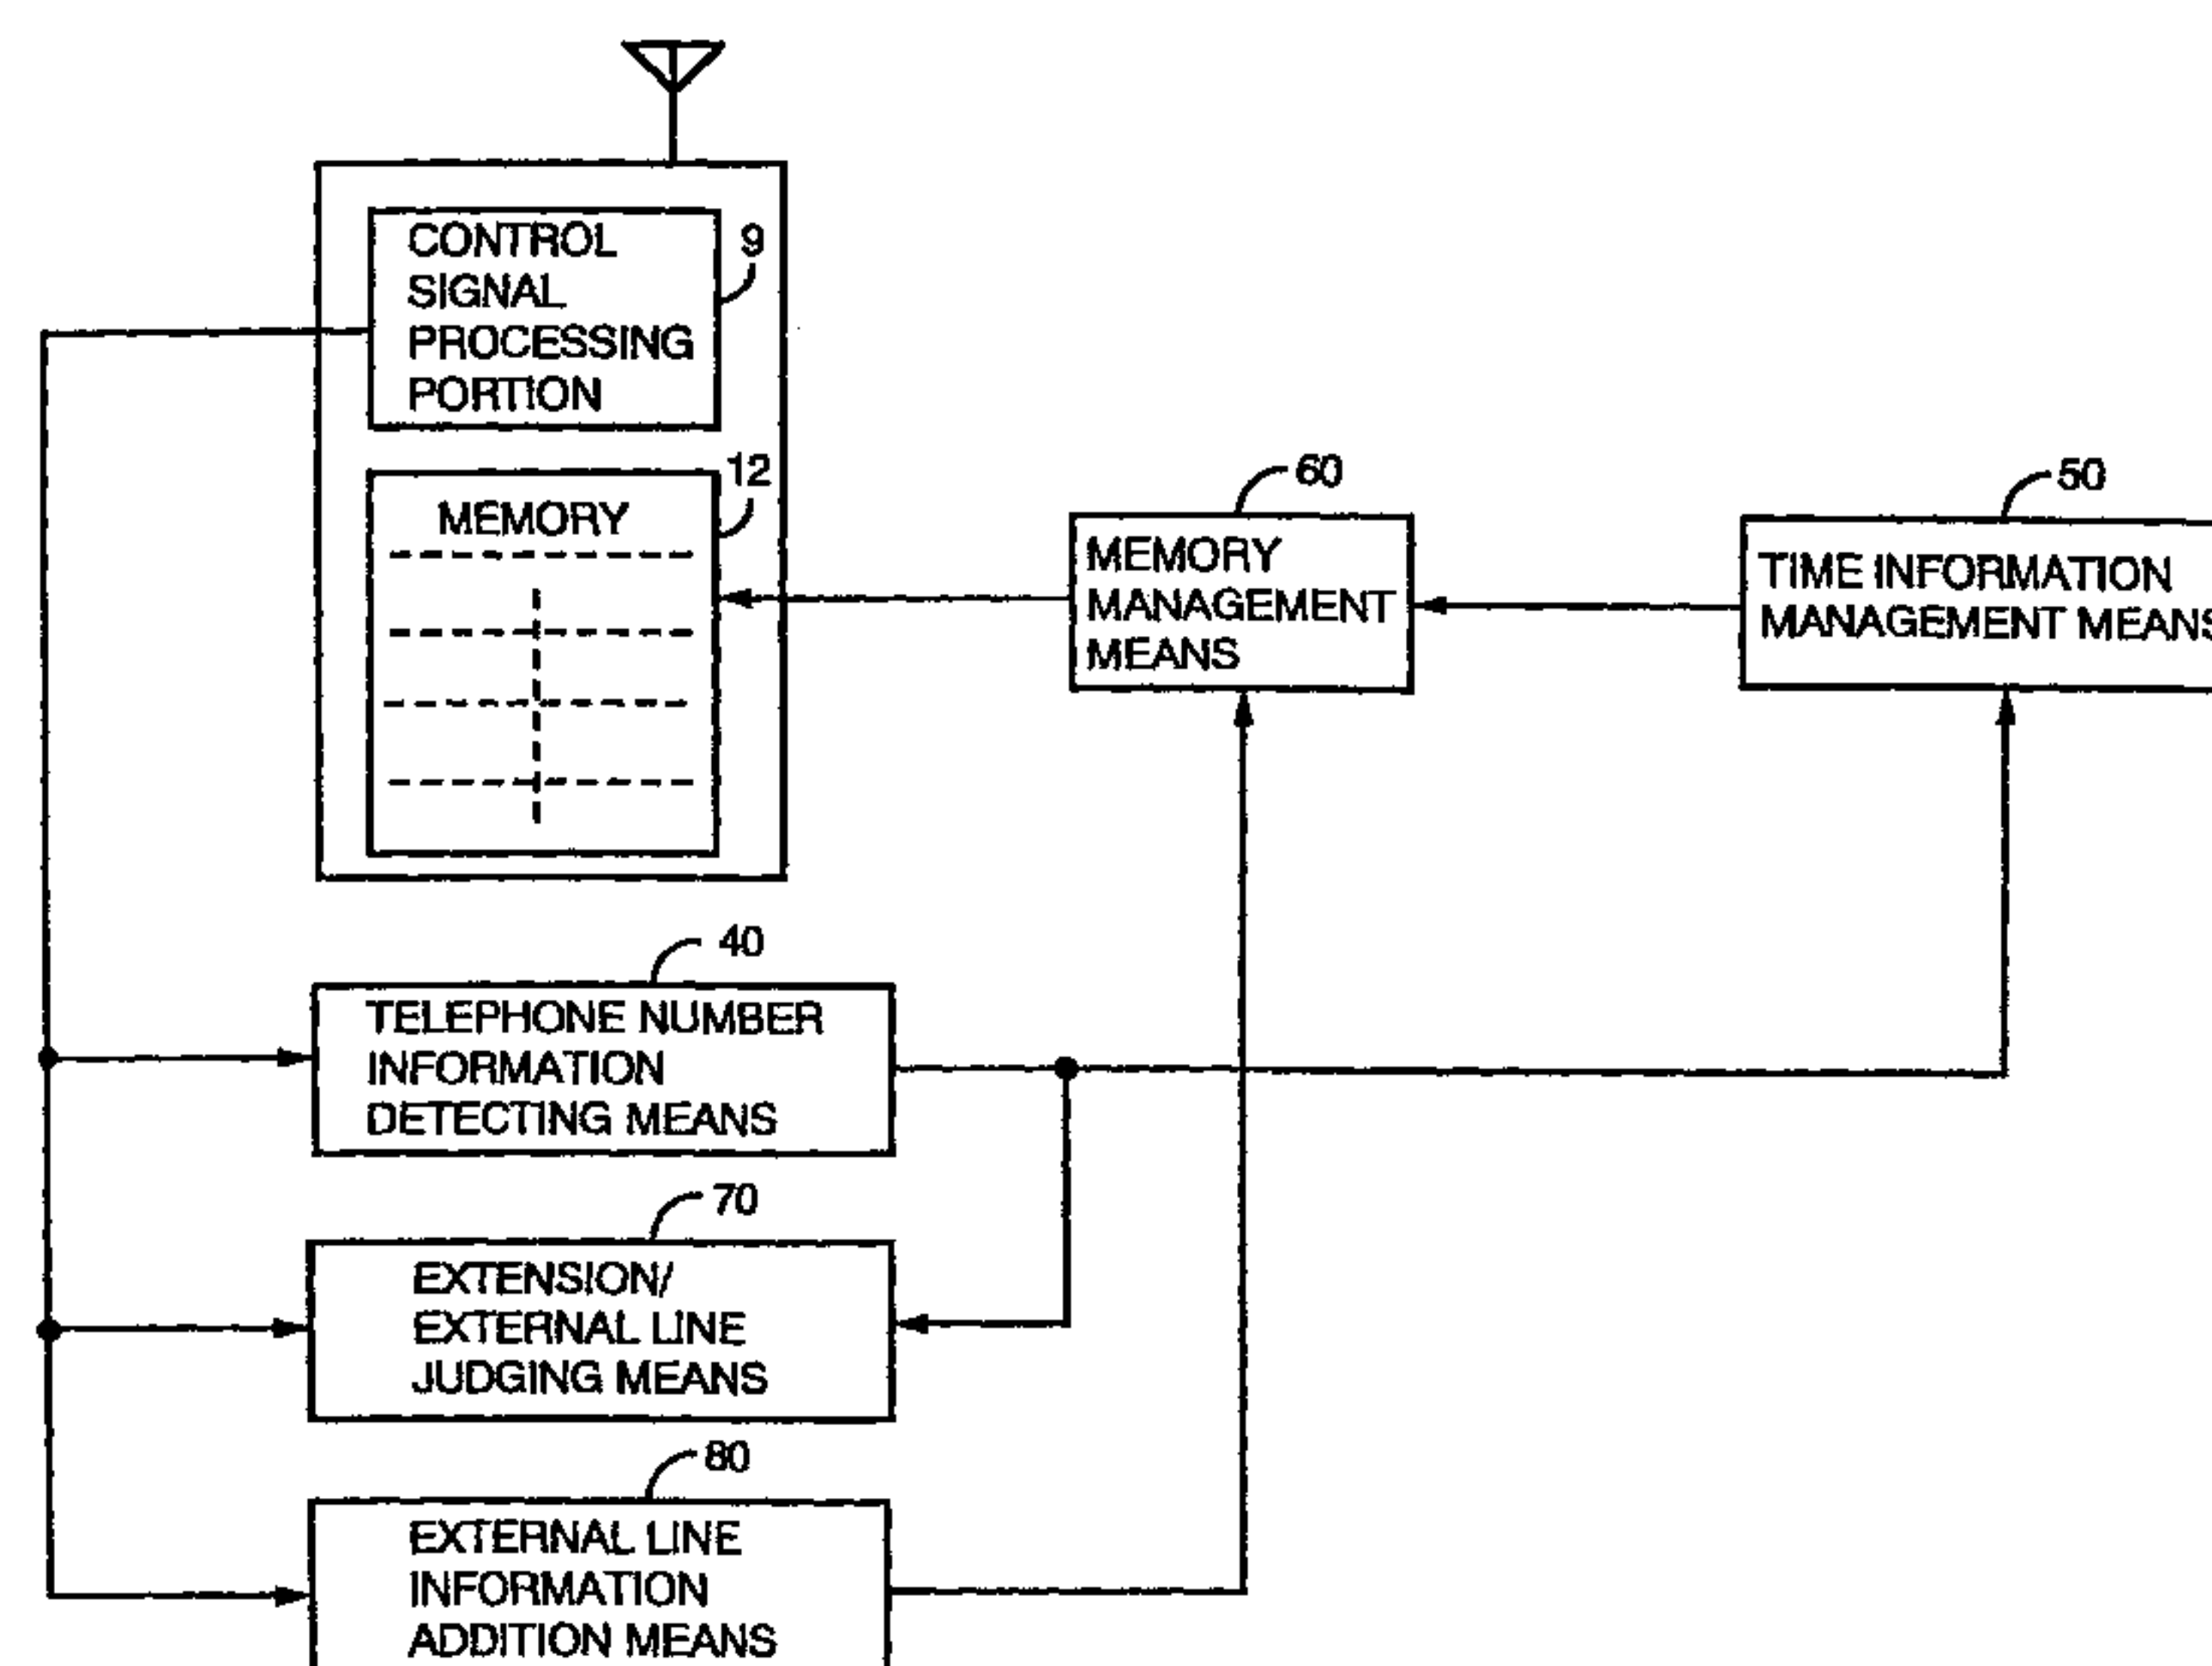 CONTROL
SIGNAL
PROCESSING
PORTION
9
MEMORY
12
60
MEMORY
MANAGEMENT
MEANS
50
TIME INFORMATION
MANAGEMENT MEANS
40
TELEPHONE NUMBER
INFORMATION
DETECTING MEANS
70
EXTENSION/
EXTERNAL LINE
JUDGING MEANS
80
EXTERNAL LINE
INFORMATION
ADDITION MEANS